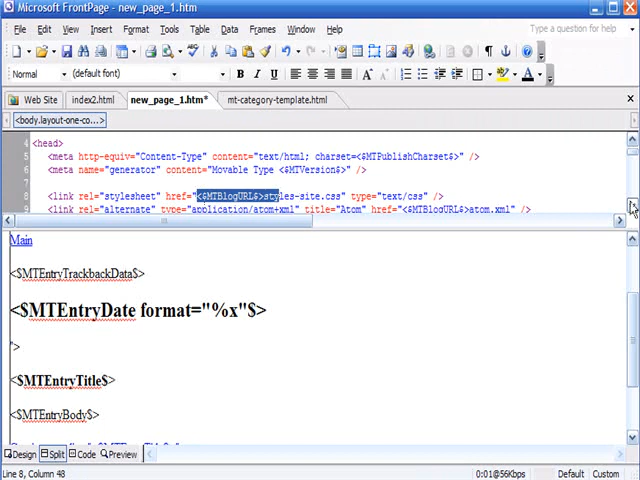 Microsoft FrontPage - new_page_1.htm
File Edit View Insert Format Tools Table Data Frames Window Help Type a question for help
Normal (default font) B I U
Web Site index2.html new_page_1.htm* mt-category-template.html
<body.layout-one-co...>
4 <head>
5 <meta http-equiv="Content-Type" content="text/html; charset=<$MTPublishCharset$>" />
6 <meta name="generator" content="Movable Type <$MTVersion$>" />
7
8 <link rel="stylesheet" href="<$MTBlogURL$>styles-site.css" type="text/css" />
9 <link rel="alternate" type="application/atom+xml" title="Atom" href="<$MTBlogURL$>atom.xml" />
Main
<$MTEntryTrackbackData$>
<$MTEntryDate format="%x"$>
">
<$MTEntryTitle$>
<$MTEntryBody$>
Design Split Code Preview
Line 8, Column 48 0:01@56Kbps Default Custom